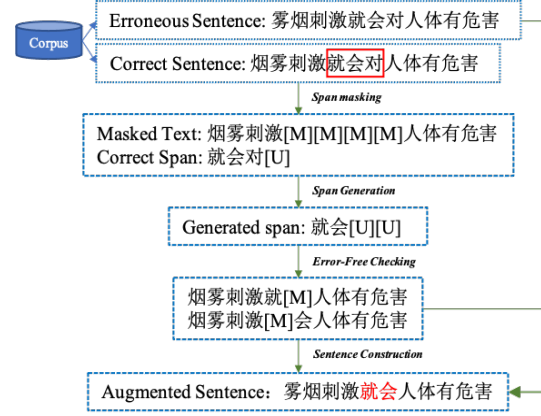 Corpus
Erroneous Sentence: 雾烟刺激就会对人体有危害
Correct Sentence: 烟雾刺激就会对人体有危害
Span masking
Masked Text: 烟雾刺激[M][M][M][M]人体有危害
Correct Span: 就会对[U]
Span Generation
Generated span: 就会[U][U]
Error-Free Checking
烟雾刺激就[M]人体有危害
烟雾刺激[M]会人体有危害
Sentence Construction
Augmented Sentence：雾烟刺激就会人体有危害